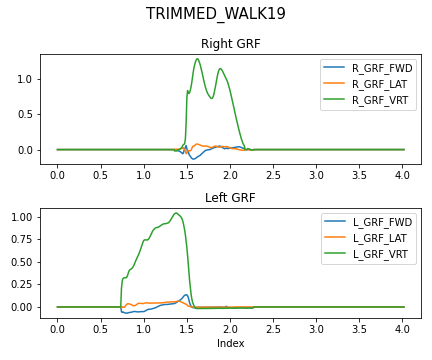 TRIMMED_WALK19
Right GRF
R_GRF_FWD
R_GRF_LAT
R_GRF_VRT
1.0
0.5
0.0
0.0 0.5 1.0 1.5 2.0 2.5 3.0 3.5 4.0
Left GRF
L_GRF_FWD
L_GRF_LAT
L_GRF_VRT
1.00
0.75
0.50
0.25
0.00
0.0 0.5 1.0 1.5 2.0 2.5 3.0 3.5 4.0
Index